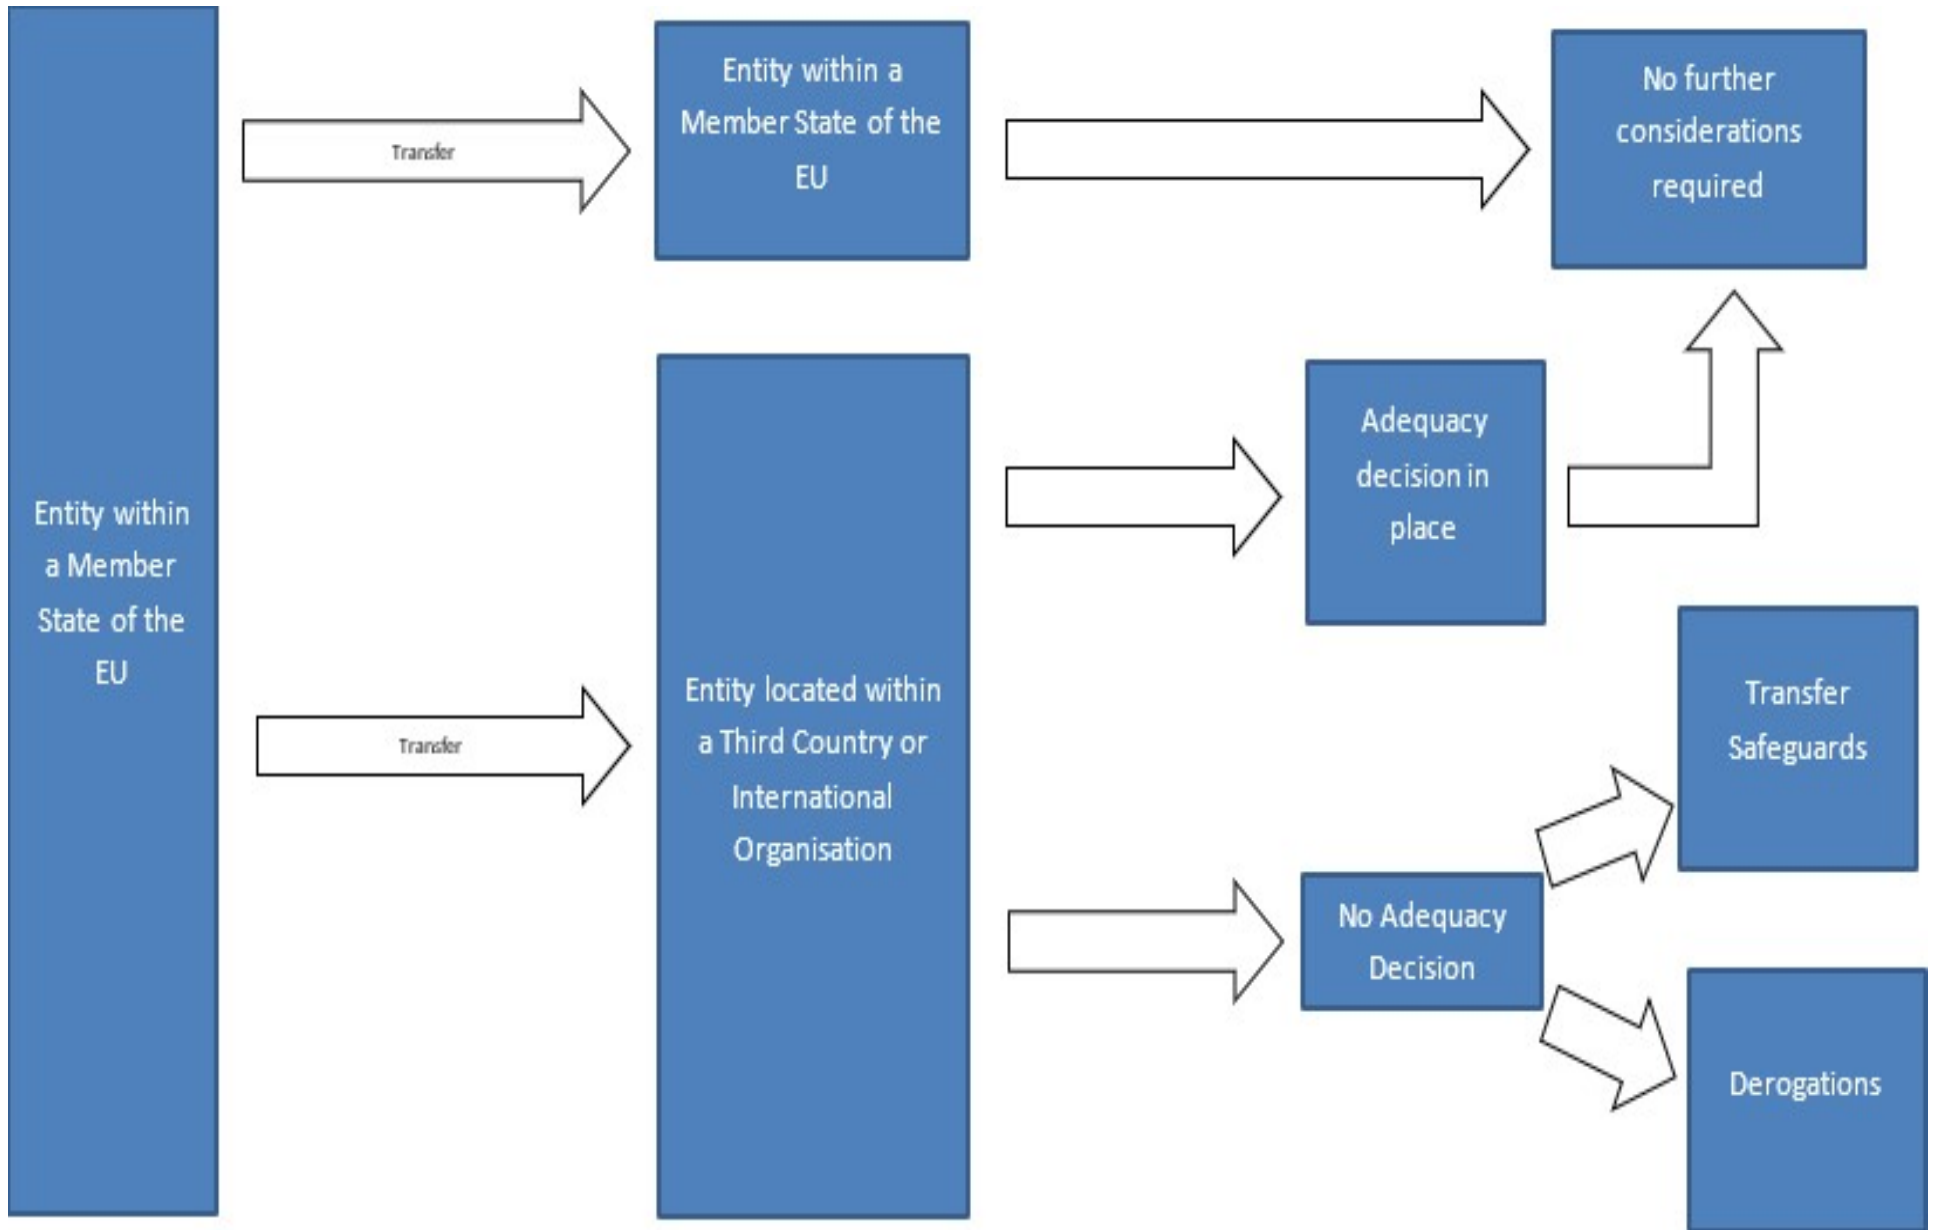 Entity within
a Member
State of the
EU
Transfer
Entity within a
Member State of the
EU
No further
considerations
required
Transfer
Entity located within
a Third Country or
International
Organisation
Adequacy
decision in
place
No Adequacy
Decision
Transfer
Safeguards
Derogations